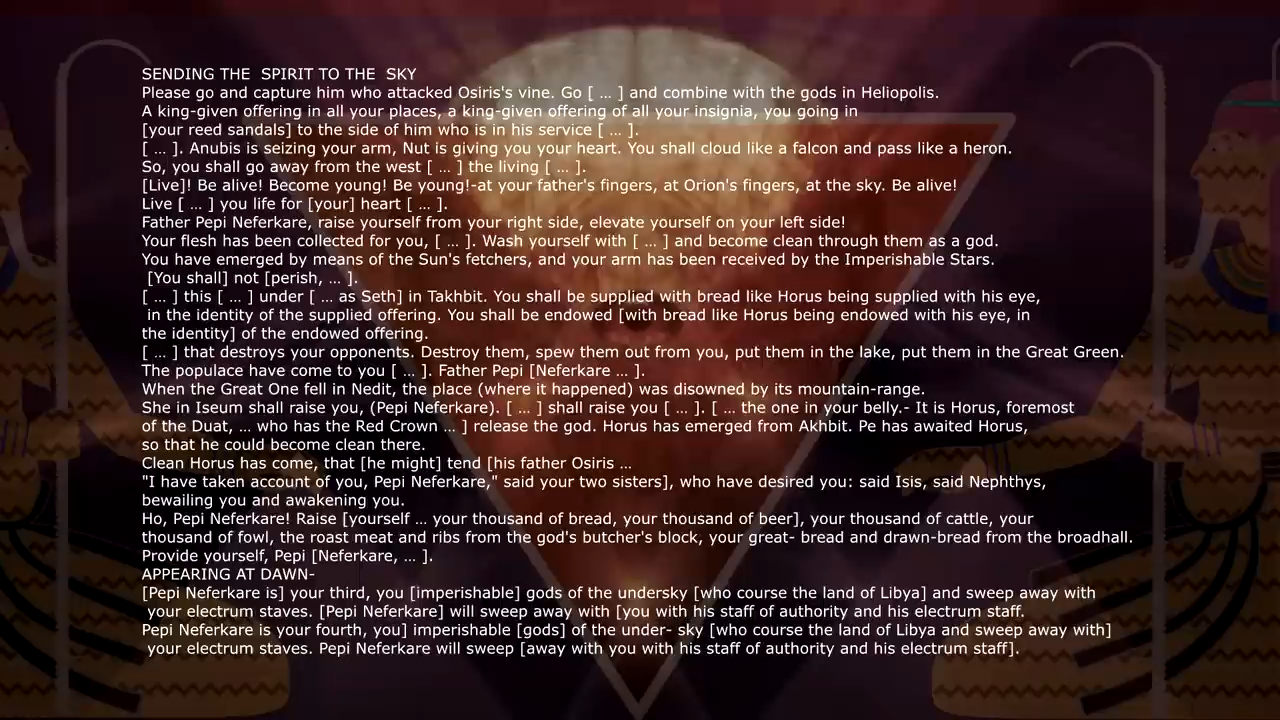 SENDING THE SPIRIT TO THE SKY
Please go and capture him who attacked Osiris's vine. Go [ ... ] and combine with the gods in Heliopolis.
A king-given offering in all your places, a king-given offering of all your insignia, you going in
[your reed sandals] to the side of him who is in his service [ ... ].
[ ... ]. Anubis is seizing your arm, Nut is giving you your heart. You shall cloud like a falcon and pass like a heron.
So, you shall go away from the west [ ... ] the living [ ... ].
[Live]! Be alive! Become young! Be young!-at your father's fingers, at Orion's fingers, at the sky. Be alive!
Live [ ... ] you life for [your] heart [ ... ].
Father Pepi Neferkare, raise yourself from your right side, elevate yourself on your left side!
Your flesh has been collected for you, [ ... ]. Wash yourself with [ ... ] and become clean through them as a god.
You have emerged by means of the Sun's fetchers, and your arm has been received by the Imperishable Stars.
[You shall] not [perish, ... ].
[ ... ] this [ ... ] under [ ... as Seth] in Takhbit. You shall be supplied with bread like Horus being supplied with his eye,
in the identity of the supplied offering. You shall be endowed [with bread like Horus being endowed with his eye, in
the identity] of the endowed offering.
[ ... ] that destroys your opponents. Destroy them, spew them out from you, put them in the lake, put them in the Great Green.
The populace have come to you [ ... ]. Father Pepi [Neferkare ... ].
When the Great One fell in Nedit, the place (where it happened) was disowned by its mountain-range.
She in Iseum shall raise you, (Pepi Neferkare). [ ... ] shall raise you [ ... ]. [ ... the one in your belly.- It is Horus, foremost
of the Duat, ... who has the Red Crown ... ] release the god. Horus has emerged from Akhbit. Pe has awaited Horus,
so that he could become clean there.
Clean Horus has come, that [he might] tend [his father Osiris ...
"I have taken account of you, Pepi Neferkare," said your two sisters], who have desired you: said Isis, said Nephthys,
bewailing you and awakening you.
Ho, Pepi Neferkare! Raise [yourself ... your thousand of bread, your thousand of beer], your thousand of cattle, your
thousand of fowl, the roast meat and ribs from the god's butcher's block, your great- bread and drawn-bread from the broadhall.
Provide yourself, Pepi [Neferkare, ... ].
APPEARING AT DAWN-
[Pepi Neferkare is] your third, you [imperishable] gods of the undersky [who course the land of Libya] and sweep away with
your electrum staves. [Pepi Neferkare] will sweep away with [you with his staff of authority and his electrum staff.
Pepi Neferkare is your fourth, you] imperishable [gods] of the under- sky [who course the land of Libya and sweep away with]
your electrum staves. Pepi Neferkare will sweep [away with you with his staff of authority and his electrum staff].